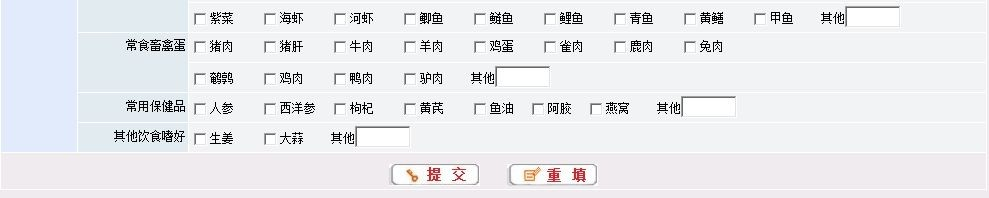 紫菜 海虾 河虾 鲫鱼 鲢鱼 鲤鱼 青鱼 黄鳝 甲鱼 其他
常食畜禽蛋 猪肉 猪肝 牛肉 羊肉 鸡蛋 雀肉 鹿肉 兔肉
鹌鹑 鸡肉 鸭肉 驴肉 其他
常用保健品 人参 西洋参 枸杞 黄芪 鱼油 阿胶 燕窝 其他
其他饮食嗜好 生姜 大蒜 其他
提 交 重 填